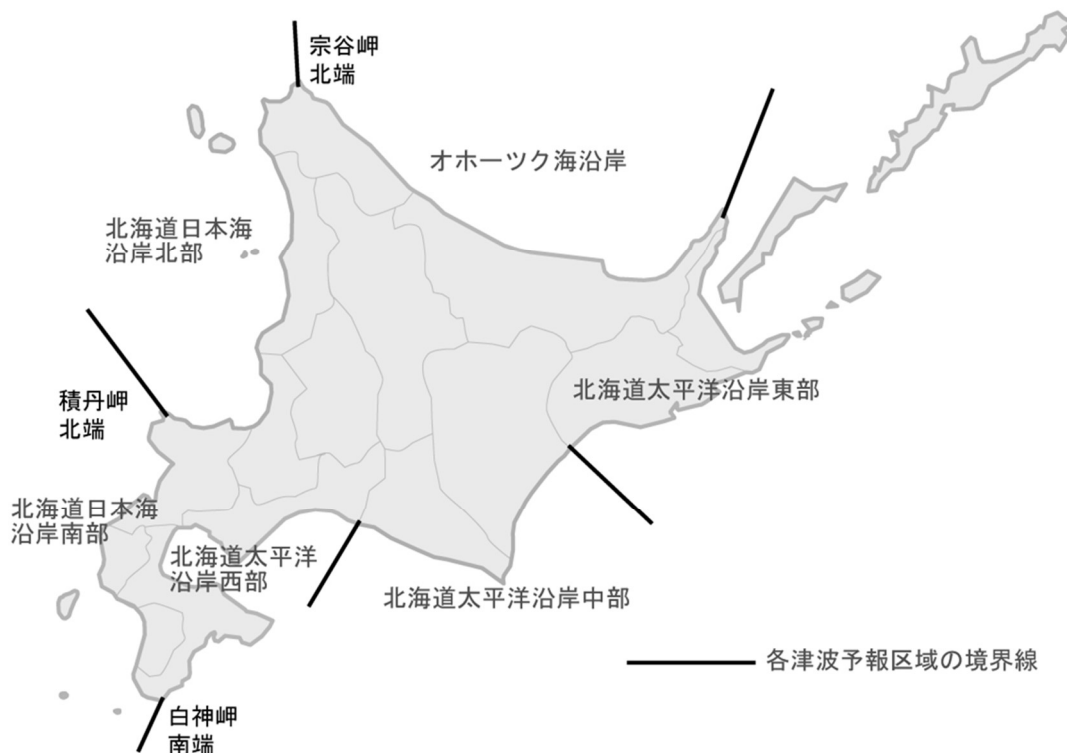 宗谷岬
北端
オホーツク海沿岸
北海道日本海
沿岸北部
積丹岬
北端
北海道太平洋沿岸東部
北海道日本海
沿岸南部
北海道太平洋
沿岸西部
北海道太平洋沿岸中部
各津波予報区域の境界線
白神岬
南端